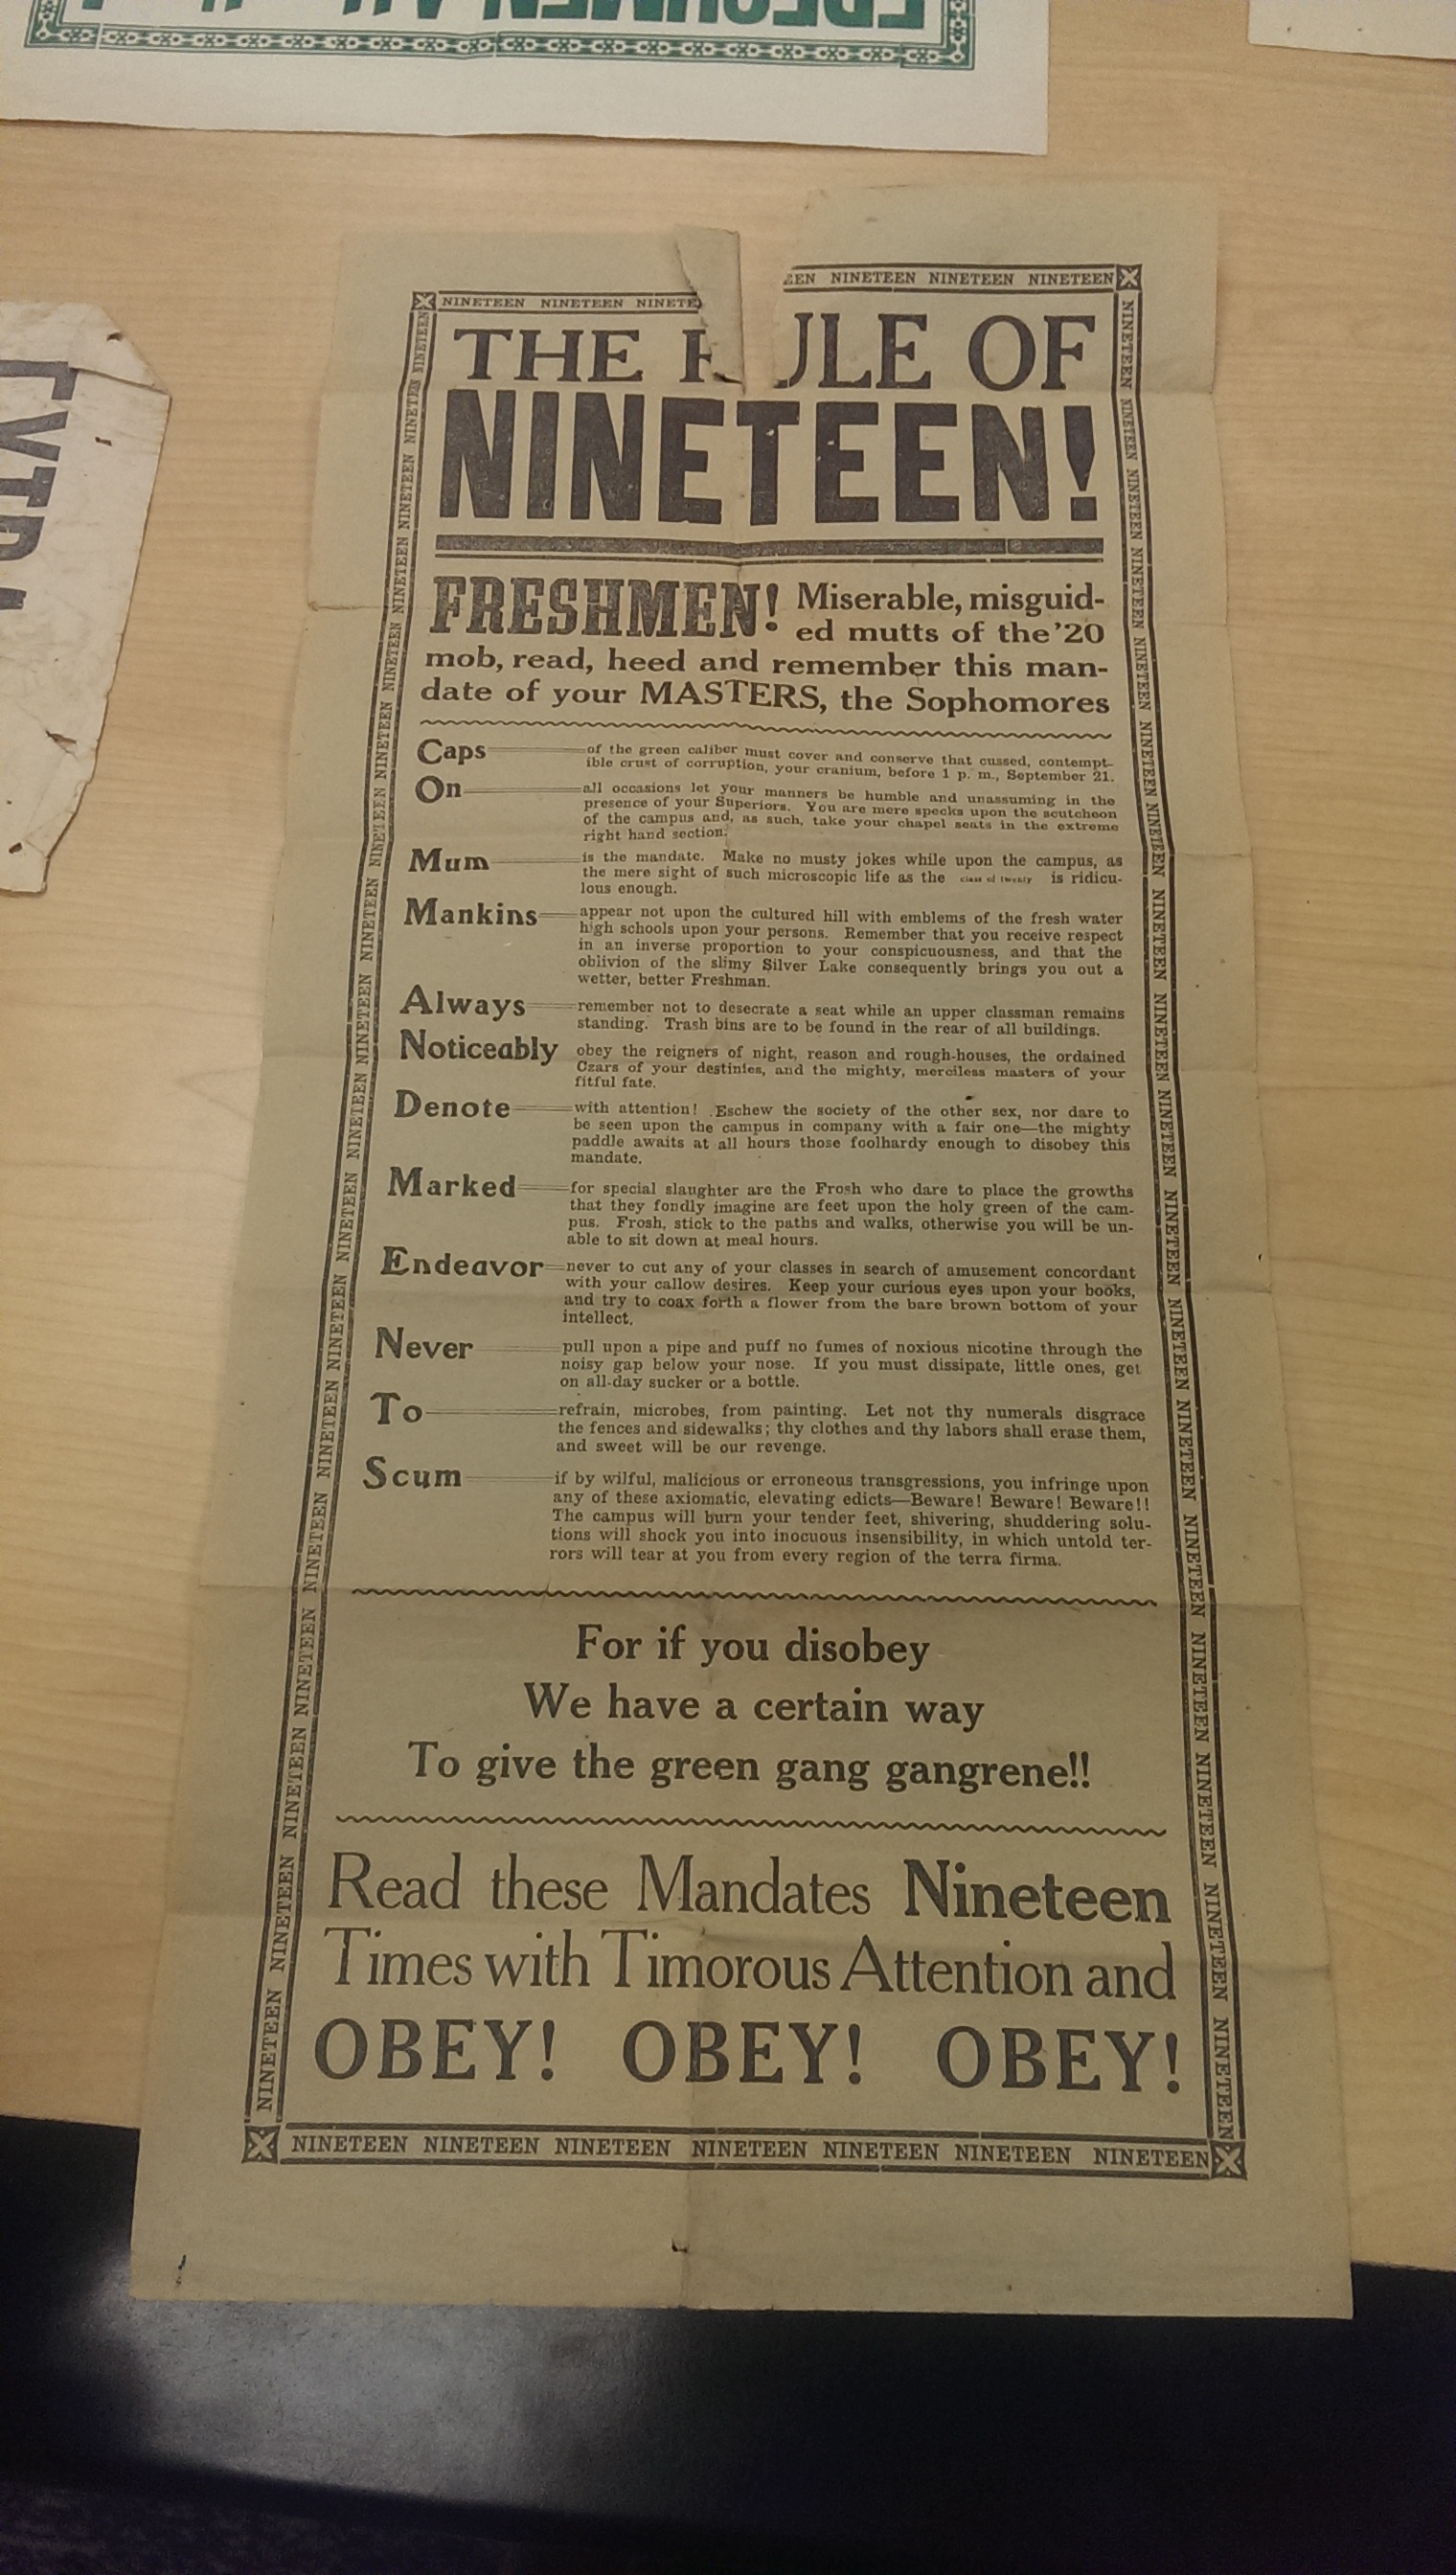 FRESHMEN
EXTRA
NINETEEN NINETEEN NINETE EEN NINETEEN NINETEEN NINETEEN
THE RULE OF
NINETEEN!
FRESHMEN! Miserable, misguid-
ed mutts of the '20
mob, read, heed and remember this man-
date of your MASTERS, the Sophomores
Caps of the green caliber must cover and conserve that cussed, contempt-
ible crust of corruption, your cranium, before 1 p. m., September 21.
On all occasions let your manners be humble and unassuming in the
presence of your Superiors. You are mere specks upon the scutcheon
of the campus and, as such, take your chapel seats in the extreme
right hand section.
Mum is the mandate. Make no musty jokes while upon the campus, as
the mere sight of such microscopic life as the class of twenty is ridicu-
lous enough.
Mankins appear not upon the cultured hill with emblems of the fresh water
high schools upon your persons. Remember that you receive respect
in an inverse proportion to your conspicuousness, and that the
oblivion of the slimy Silver Lake consequently brings you out a
wetter, better Freshman.
Always remember not to desecrate a seat while an upper classman remains
standing. Trash bins are to be found in the rear of all buildings.
Noticeably obey the reigners of night, reason and rough-houses, the ordained
Czars of your destinies, and the mighty, merciless masters of your
fitful fate.
Denote with attention! Eschew the society of the other sex, nor dare to
be seen upon the campus in company with a fair one—the mighty
paddle awaits at all hours those foolhardy enough to disobey this
mandate.
Marked for special slaughter are the Frosh who dare to place the growths
that they fondly imagine are feet upon the holy green of the cam-
pus. Frosh, stick to the paths and walks, otherwise you will be un-
able to sit down at meal hours.
Endeavor never to cut any of your classes in search of amusement concordant
with your callow desires. Keep your curious eyes upon your books,
and try to coax forth a flower from the bare brown bottom of your
intellect.
Never pull upon a pipe and puff no fumes of noxious nicotine through the
noisy gap below your nose. If you must dissipate, little ones, get
on all-day sucker or a bottle.
To refrain, microbes, from painting. Let not thy numerals disgrace
the fences and sidewalks; thy clothes and thy labors shall erase them,
and sweet will be our revenge.
Scum if by wilful, malicious or erroneous transgressions, you infringe upon
any of these axiomatic, elevating edicts—Beware! Beware! Beware!!
The campus will burn your tender feet, shivering, shuddering solu-
tions will shock you into inocuous insensibility, in which untold ter-
rors will tear at you from every region of the terra firma.
For if you disobey
We have a certain way
To give the green gang gangrene!!
Read these Mandates Nineteen
Times with Timorous Attention and
OBEY! OBEY! OBEY!
NINETEEN NINETEEN NINETEEN NINETEEN NINETEEN NINETEEN NINETEEN